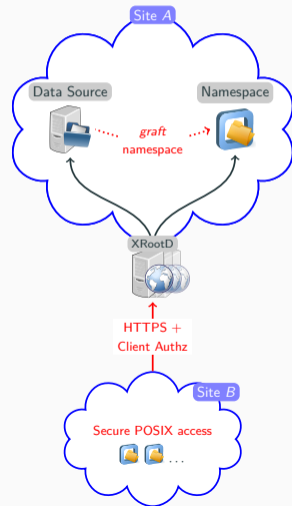 Site A
Data Source
Namespace
graft
namespace
XRootD
HTTPS +
Client Authz
Site B
Secure POSIX access
...